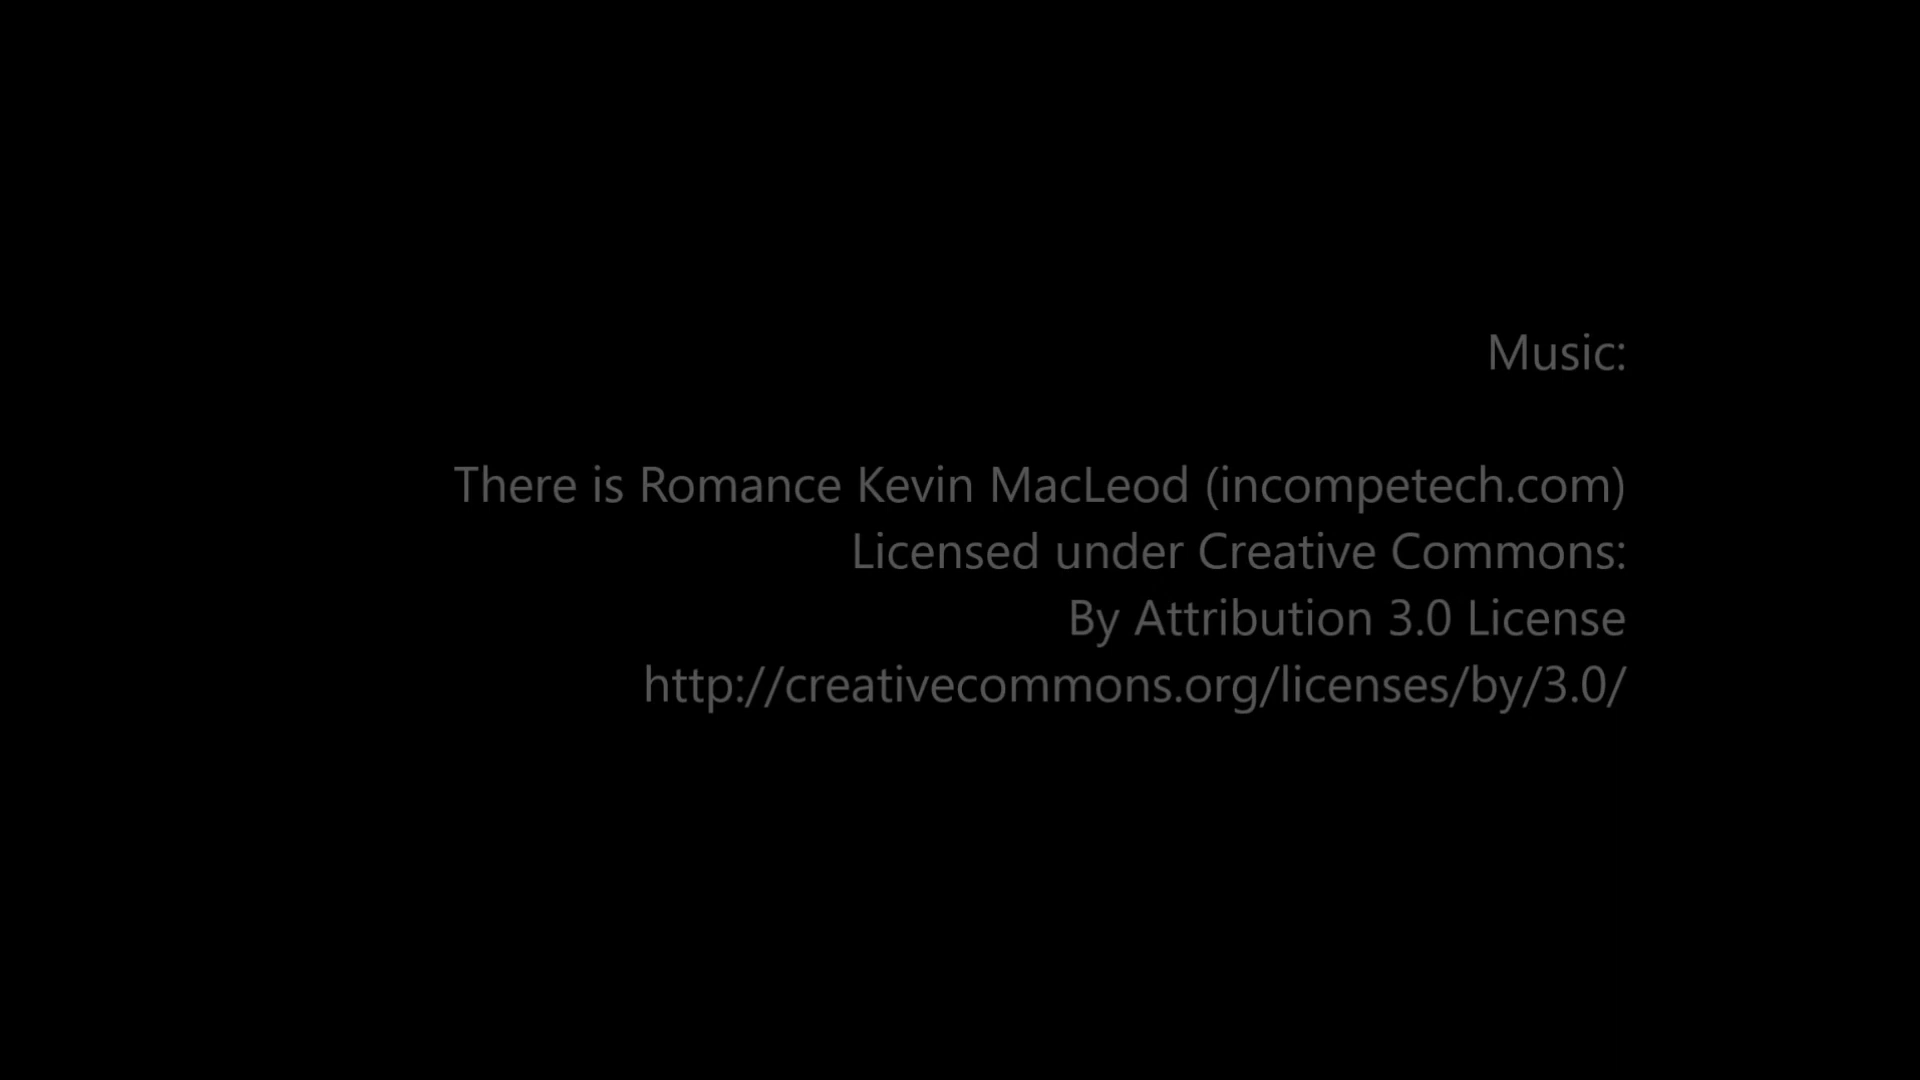 Music:
There is Romance Kevin MacLeod (incompetech.com)
Licensed under Creative Commons:
By Attribution 3.0 License
http://creativecommons.org/licenses/by/3.0/